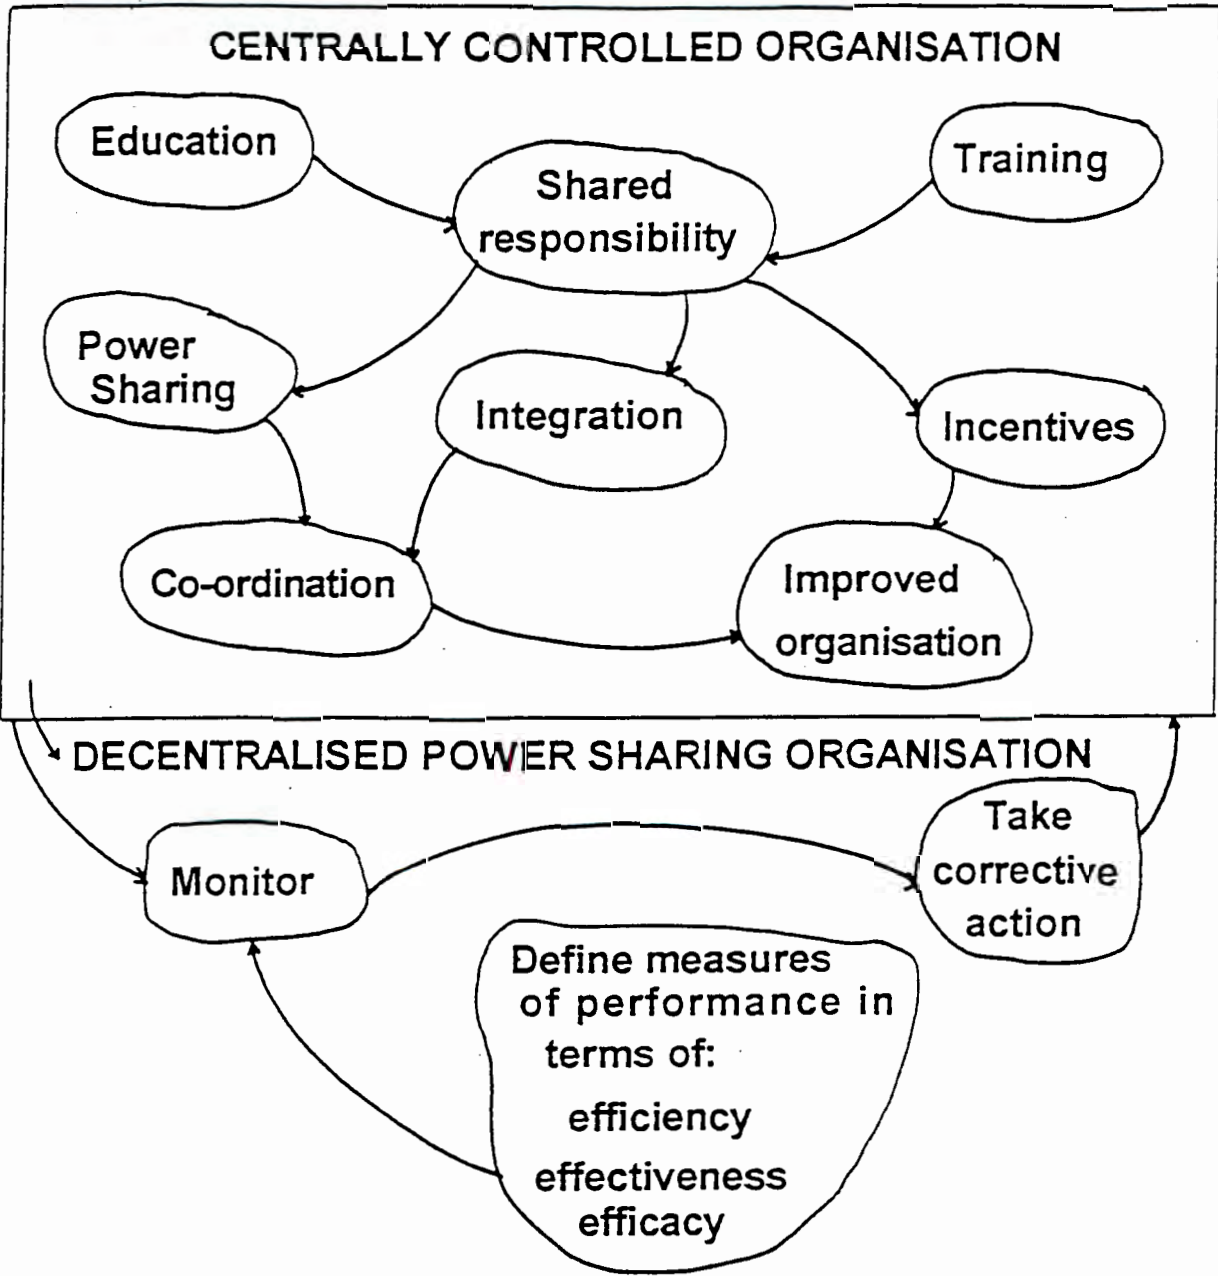 CENTRALLY CONTROLLED ORGANISATION
Education
Training
Shared
responsibility
Power
Sharing
Integration
Incentives
Co-ordination
Improved
organisation
DECENTRALISED POWER SHARING ORGANISATION
Monitor
Take
corrective
action
Define measures
of performance in
terms of:
efficiency
effectiveness
efficacy